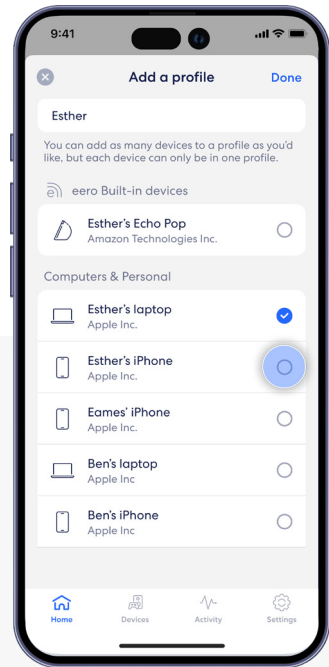 9:41
Add a profile
Done
Esther
You can add as many devices to a profile as you'd
like, but each device can only be in one profile.
eero Built-in devices
Esther's Echo Pop
Amazon Technologies Inc.
Computers & Personal
Esther's laptop
Apple Inc.
Esther's iPhone
Apple Inc.
Eames' iPhone
Apple Inc.
Ben's laptop
Apple Inc
Ben's iPhone
Apple Inc
Home
Devices
Activity
Settings